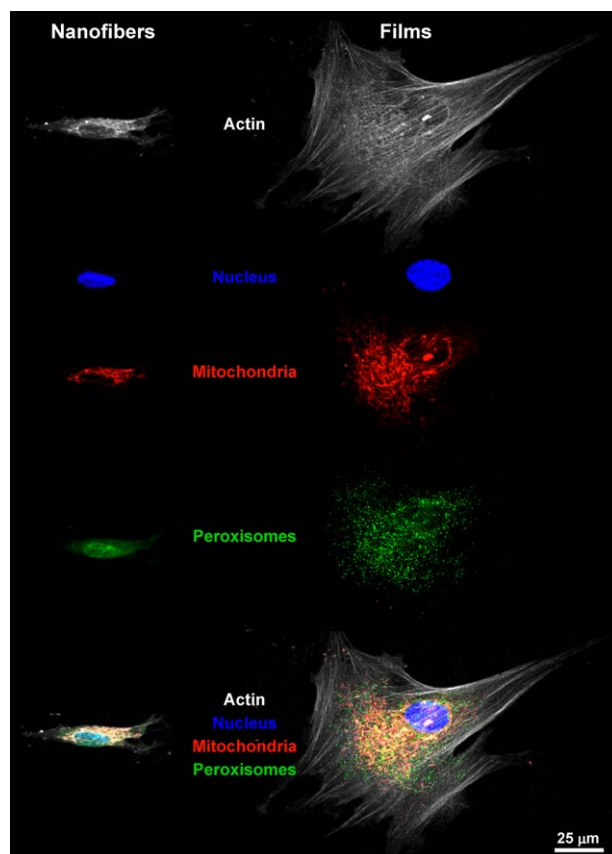 Nanofibers
Films
Actin
Nucleus
Mitochondria
Peroxisomes
Actin
Nucleus
Mitochondria
Peroxisomes
25 μm